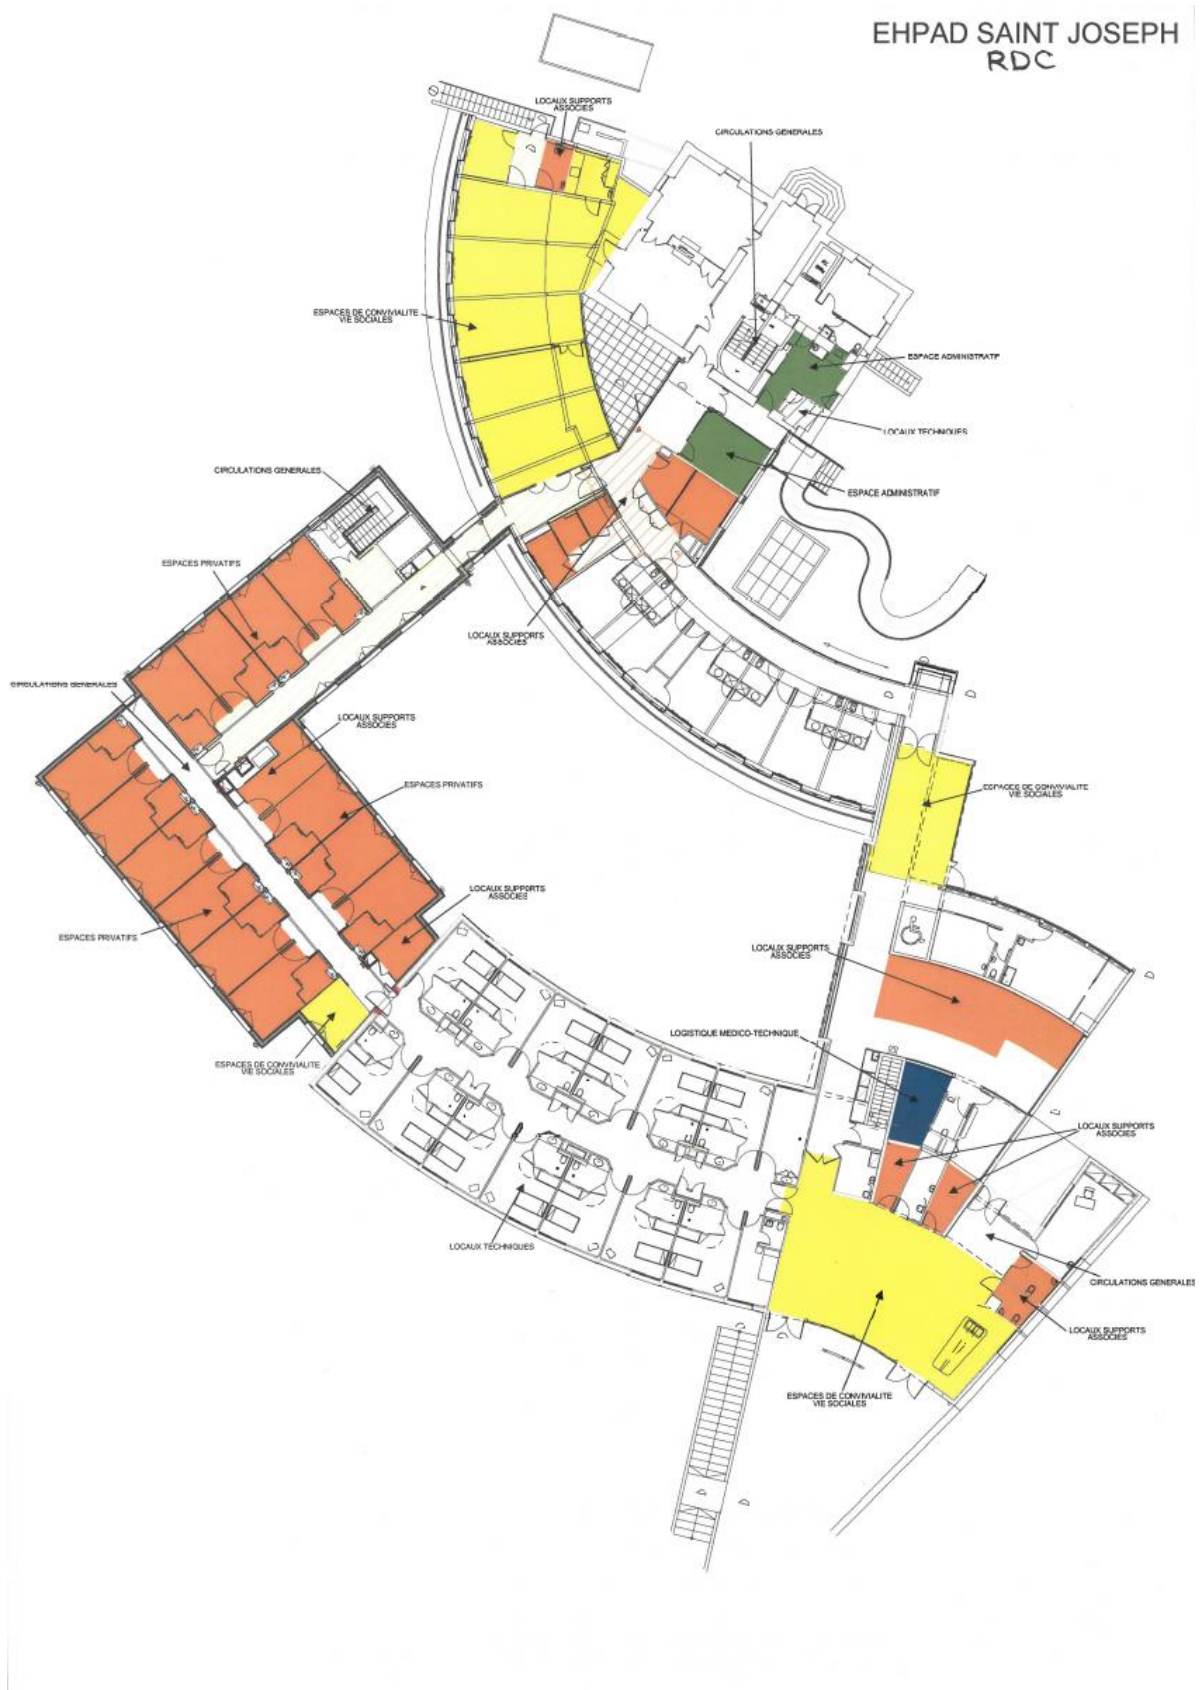 EHPAD SAINT JOSEPH
RDC
LOCAUX SUPPORTS
ASSOCIES
CIRCULATIONS GENERALES
ESPACES DE CONVIVIALITE
VIE SOCIALES
ESPACE ADMINISTRATIF
LOCAUX TECHNIQUES
CIRCULATIONS GENERALES
ESPACE ADMINISTRATIF
ESPACES PRIVATIFS
LOCAUX SUPPORTS
ASSOCIES
CIRCULATIONS GENERALES
LOCAUX SUPPORTS
ASSOCIES
ESPACES PRIVATIFS
ESPACES DE CONVIVIALITE
VIE SOCIALES
LOCAUX SUPPORTS
ASSOCIES
ESPACES PRIVATIFS
LOCAUX SUPPORTS
ASSOCIES
LOGISTIQUE MEDICO-TECHNIQUE
ESPACES DE CONVIVIALITE
VIE SOCIALES
LOCAUX SUPPORTS
ASSOCIES
LOCAUX TECHNIQUES
CIRCULATIONS GENERALES
LOCAUX SUPPORTS
ASSOCIES
ESPACES DE CONVIVIALITE
VIE SOCIALES